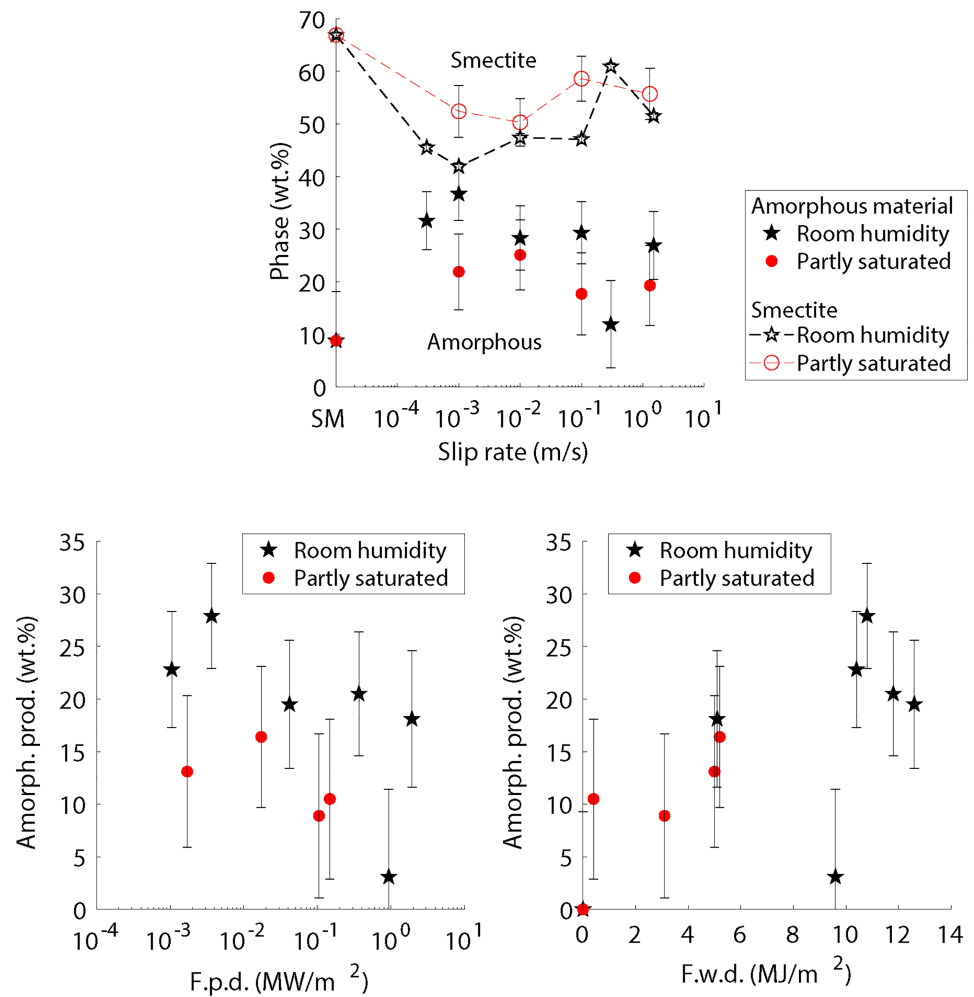 70
60
50
40
30
20
10
0
Phase (wt.%)
Smectite
Amorphous
SM 10^-4 10^-3 10^-2 10^-1 10^0 10^1
Slip rate (m/s)
Amorphous material
Room humidity
Partly saturated
Smectite
Room humidity
Partly saturated
35
30
25
20
15
10
5
0
Amorph. prod. (wt.%)
Room humidity
Partly saturated
10^-4 10^-3 10^-2 10^-1 10^0 10^1
F.p.d. (MW/m ^2)
35
30
25
20
15
10
5
0
Amorph. prod. (wt.%)
Room humidity
Partly saturated
0 2 4 6 8 10 12 14
F.w.d. (MJ/m ^2)